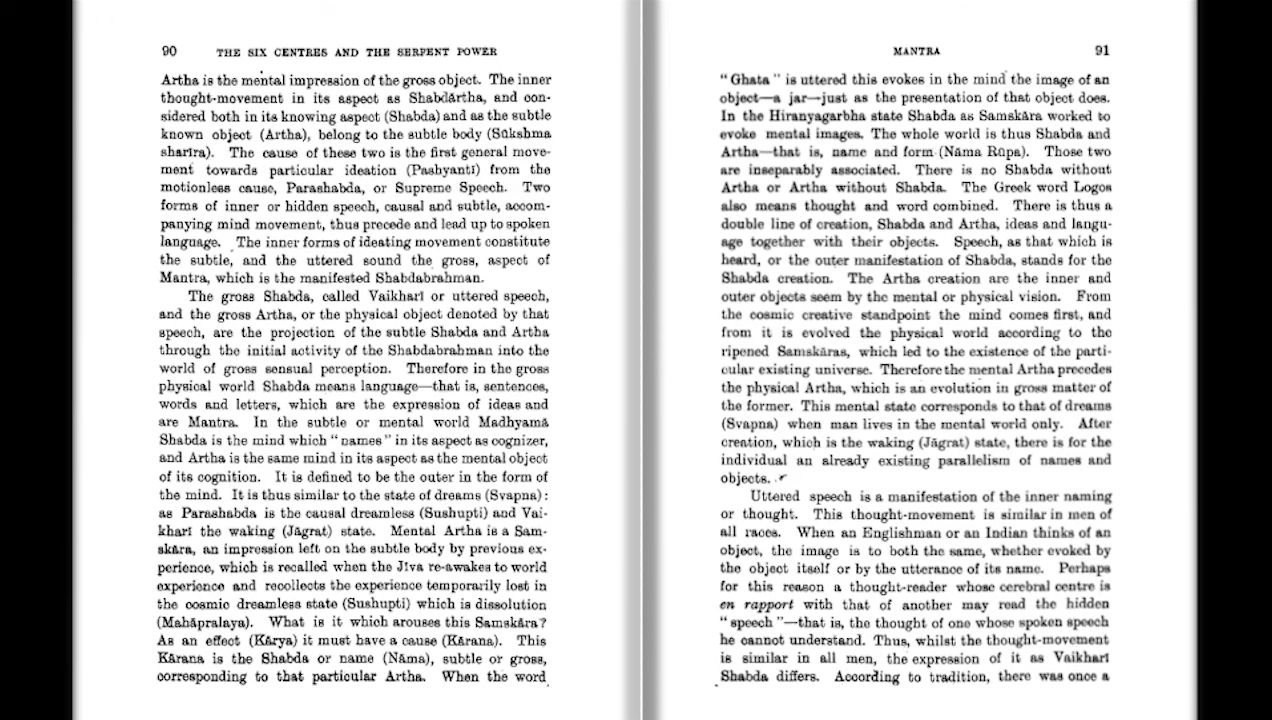 90 THE SIX CENTRES AND THE SERPENT POWER
Artha is the mental impression of the gross object. The inner
thought-movement in its aspect as Shabdārtha, and con-
sidered both in its knowing aspect (Shabda) and as the subtle
known object (Artha), belong to the subtle body (Sūkshma
sharīra). The cause of these two is the first general move-
ment towards particular ideation (Pashyanti) from the
motionless cause, Parashabda, or Supreme Speech. Two
forms of inner or hidden speech, causal and subtle, accom-
panying mind movement, thus precede and lead up to spoken
language. The inner forms of ideating movement constitute
the subtle, and the uttered sound the gross, aspect of
Mantra, which is the manifested Shabdabrahman.
The gross Shabda, called Vaikharī or uttered speech,
and the gross Artha, or the physical object denoted by that
speech, are the projection of the subtle Shabda and Artha
through the initial activity of the Shabdabrahman into the
world of gross sensual perception. Therefore in the gross
physical world Shabda means language—that is, sentences,
words and letters, which are the expression of ideas and
are Mantra. In the subtle or mental world Madhyamā
Shabda is the mind which "names" in its aspect as cognizer,
and Artha is the same mind in its aspect as the mental object
of its cognition. It is defined to be the outer in the form of
the mind. It is thus similar to the state of dreams (Svapna):
as Parashabda is the causal dreamless (Sushupti) and Vai-
kharī the waking (Jāgrat) state. Mental Artha is a Sam-
skāra, an impression left on the subtle body by previous ex-
perience, which is recalled when the Jīva re-awakes to world
experience and recollects the experience temporarily lost in
the cosmic dreamless state (Sushupti) which is dissolution
(Mahāpralaya). What is it which arouses this Samskāra?
As an effect (Kārya) it must have a cause (Kārana). This
Kārana is the Shabda or name (Nāma), subtle or gross,
corresponding to that particular Artha. When the word
MANTRA 91
"Ghata" is uttered this evokes in the mind the image of an
object—a jar—just as the presentation of that object does.
In the Hiranyagarbha state Shabda as Samskāra worked to
evoke mental images. The whole world is thus Shabda and
Artha—that is, name and form (Nāma Rūpa). Those two
are inseparably associated. There is no Shabda without
Artha or Artha without Shabda. The Greek word Logos
also means thought and word combined. There is thus a
double line of creation, Shabda and Artha, ideas and langu-
age together with their objects. Speech, as that which is
heard, or the outer manifestation of Shabda, stands for the
Shabda creation. The Artha creation are the inner and
outer objects seem by the mental or physical vision. From
the cosmic creative standpoint the mind comes first, and
from it is evolved the physical world according to the
ripened Samskāras, which led to the existence of the parti-
cular existing universe. Therefore the mental Artha precedes
the physical Artha, which is an evolution in gross matter of
the former. This mental state corresponds to that of dreams
(Svapna) when man lives in the mental world only. After
creation, which is the waking (Jāgrat) state, there is for the
individual an already existing parallelism of names and
objects.
Uttered speech is a manifestation of the inner naming
or thought. This thought-movement is similar in men of
all races. When an Englishman or an Indian thinks of an
object, the image is to both the same, whether evoked by
the object itself or by the utterance of its name. Perhaps
for this reason a thought-reader whose cerebral centre is
en rapport with that of another may read the hidden
"speech"—that is, the thought of one whose spoken speech
he cannot understand. Thus, whilst the thought-movement
is similar in all men, the expression of it as Vaikharī
Shabda differs. According to tradition, there was once a